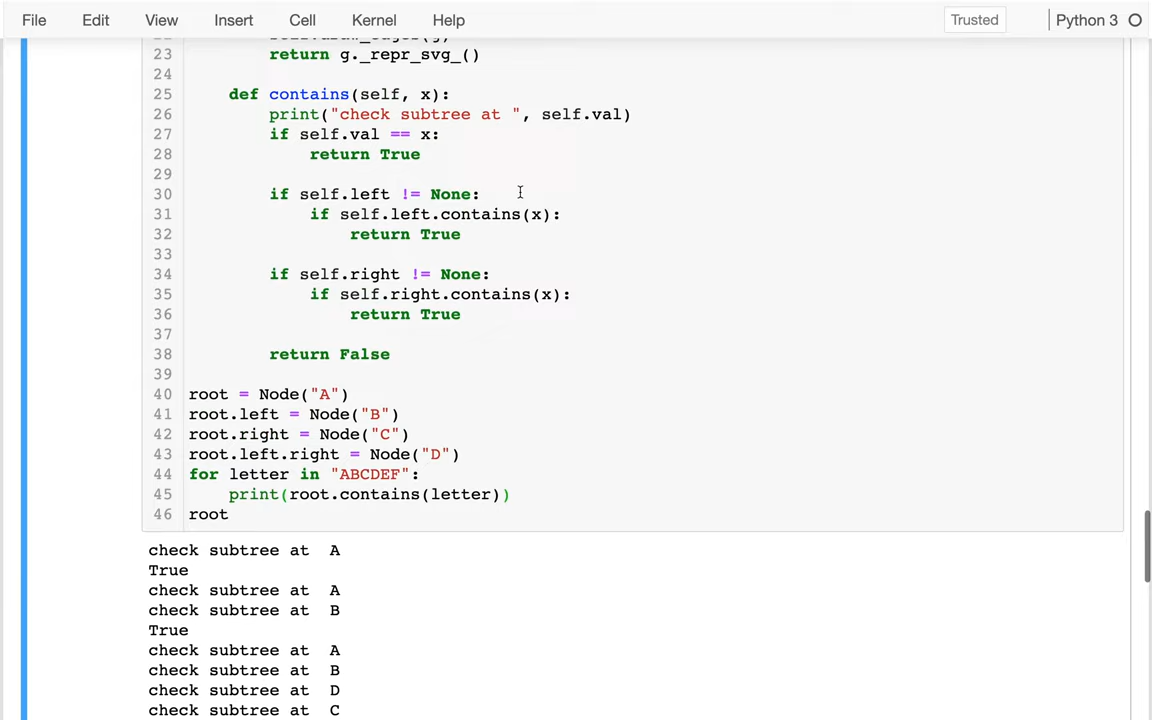 File Edit View Insert Cell Kernel Help Trusted Python 3
23 return g._repr_svg_()
24
25 def contains(self, x):
26 print("check subtree at ", self.val)
27 if self.val == x:
28 return True
29
30 if self.left != None:
31 if self.left.contains(x):
32 return True
33
34 if self.right != None:
35 if self.right.contains(x):
36 return True
37
38 return False
39
40 root = Node("A")
41 root.left = Node("B")
42 root.right = Node("C")
43 root.left.right = Node("D")
44 for letter in "ABCDEF":
45 print(root.contains(letter))
46 root
check subtree at  A
True
check subtree at  A
check subtree at  B
True
check subtree at  A
check subtree at  B
check subtree at  D
check subtree at  C